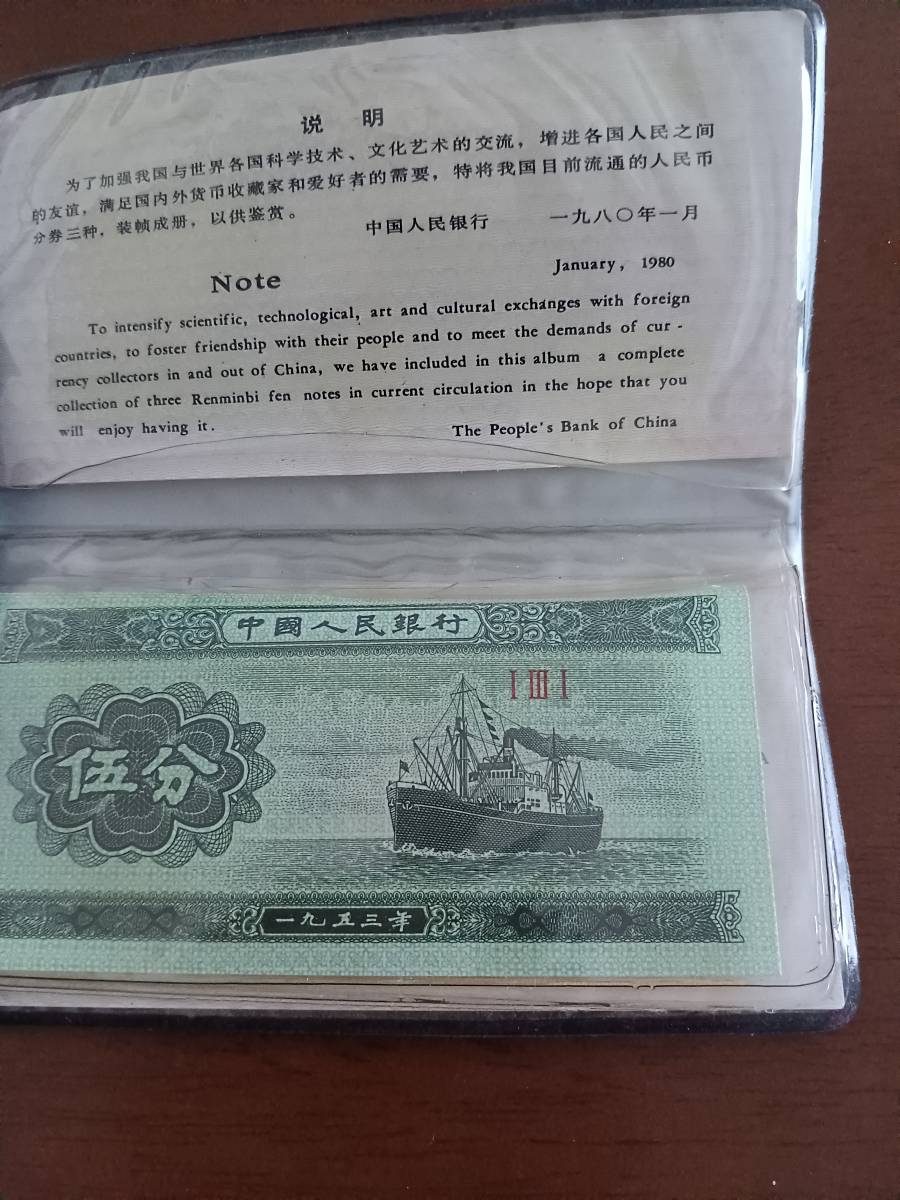 说 明
为了加强我国与世界各国科学技术、文化艺术的交流，增进各国人民之间
的友谊，满足国内外货币收藏家和爱好者的需要，特将我国目前流通的人民币
分券三种，装帧成册，以供鉴赏。
中国人民银行 一九八〇年一月
Note
January, 1980
To intensify scientific, technological, art and cultural exchanges with foreign
countries, to foster friendship with their people and to meet the demands of cur -
rency collectors in and out of China, we have included in this album a complete
collection of three Renminbi fen notes in current circulation in the hope that you
will enjoy having it.
The People's Bank of China
中國人民銀行
I III I
伍分
一九五三年